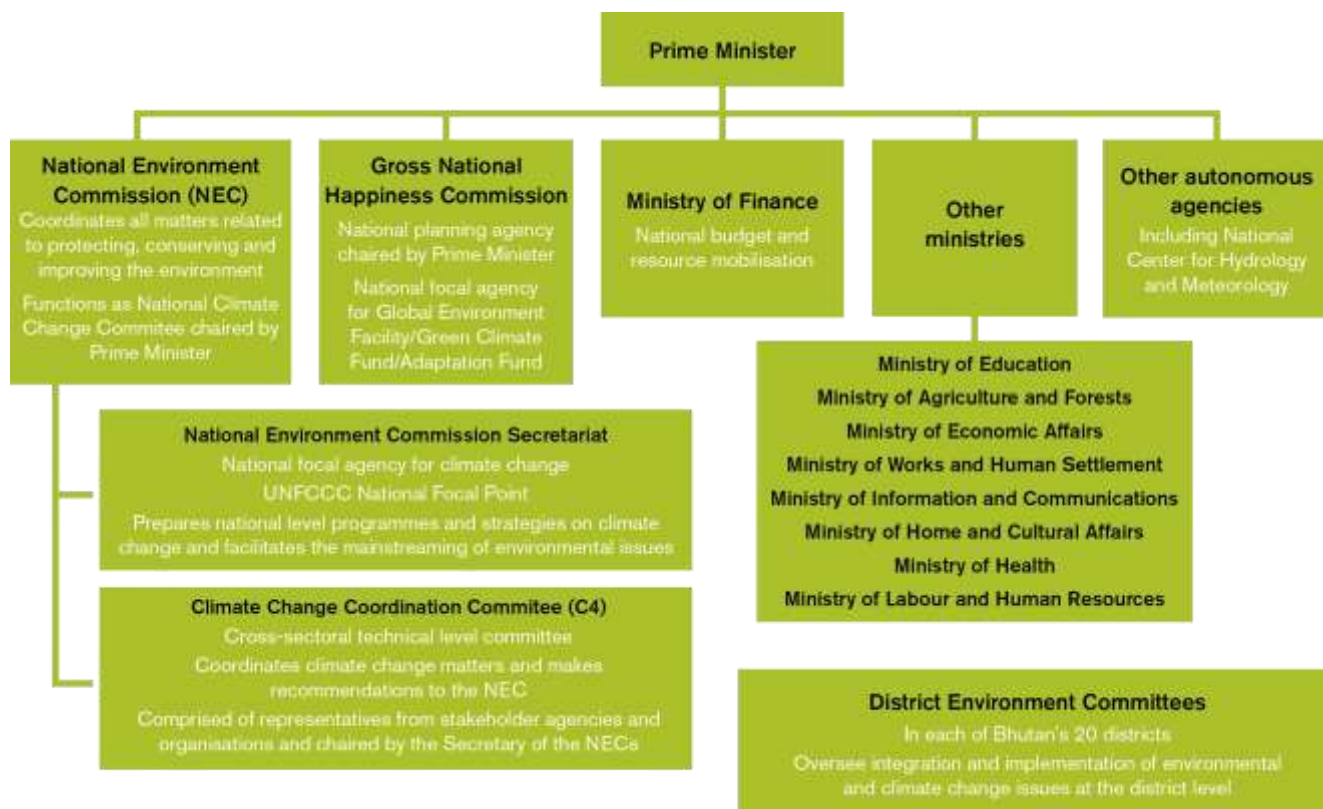 Prime Minister
National Environment
Commission (NEC)
Coordinates all matters related
to protecting, conserving and
improving the environment
Functions as National Climate
Change Commitee chaired by
Prime Minister
Gross National
Happiness Commission
National planning agency
chaired by Prime Minister
National focal agency
for Global Environment
Facility/Green Climate
Fund/Adaptation Fund
Ministry of Finance
National budget and
resource mobilisation
Other
ministries
Other autonomous
agencies
Including National
Center for Hydrology
and Meteorology
Ministry of Education
Ministry of Agriculture and Forests
Ministry of Economic Affairs
Ministry of Works and Human Settlement
Ministry of Information and Communications
Ministry of Home and Cultural Affairs
Ministry of Health
Ministry of Labour and Human Resources
National Environment Commission Secretariat
National focal agency for climate change
UNFCCC National Focal Point
Prepares national level programmes and strategies on climate
change and facilitates the mainstreaming of environmental issues
Climate Change Coordination Commitee (C4)
Cross-sectoral technical level committee
Coordinates climate change matters and makes
recommendations to the NEC
Comprised of representatives from stakeholder agencies and
organisations and chaired by the Secretary of the NECs
District Environment Committees
In each of Bhutan's 20 districts
Oversee integration and implementation of environmental
and climate change issues at the district level